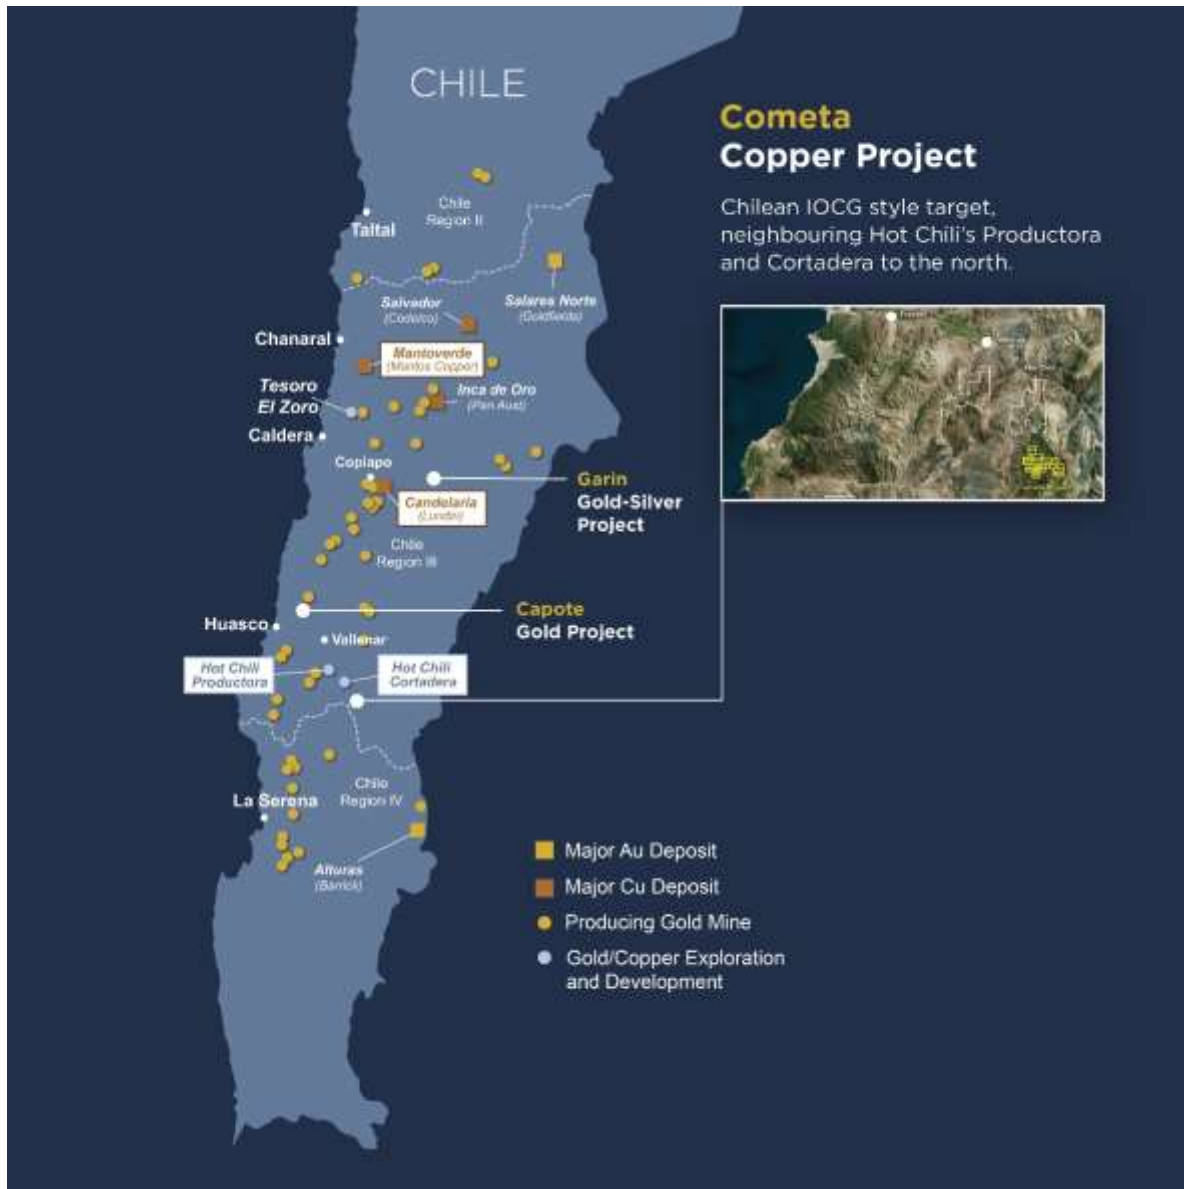 CHILE
Cometa
Copper Project
Chilean IOCG style target,
neighbouring Hot Chili's Productora
and Cortadera to the north.
Chile
Region II
Taltal
Salvador
(Codelco)
Salares Norte
(Goldfields)
Chanaral
Mantoverde
(Mantos Copper)
Tesoro
El Zoro
Inca de Oro
(Pan Aust)
Caldera
Copiapo
Garin
Gold-Silver
Project
Candelaria
(Lundin)
Chile
Region III
Capote
Gold Project
Huasco
Vallenar
Hot Chili
Productora
Hot Chili
Cortadera
Chile
Region IV
La Serena
Alturas
(Barrick)
Major Au Deposit
Major Cu Deposit
Producing Gold Mine
Gold/Copper Exploration
and Development